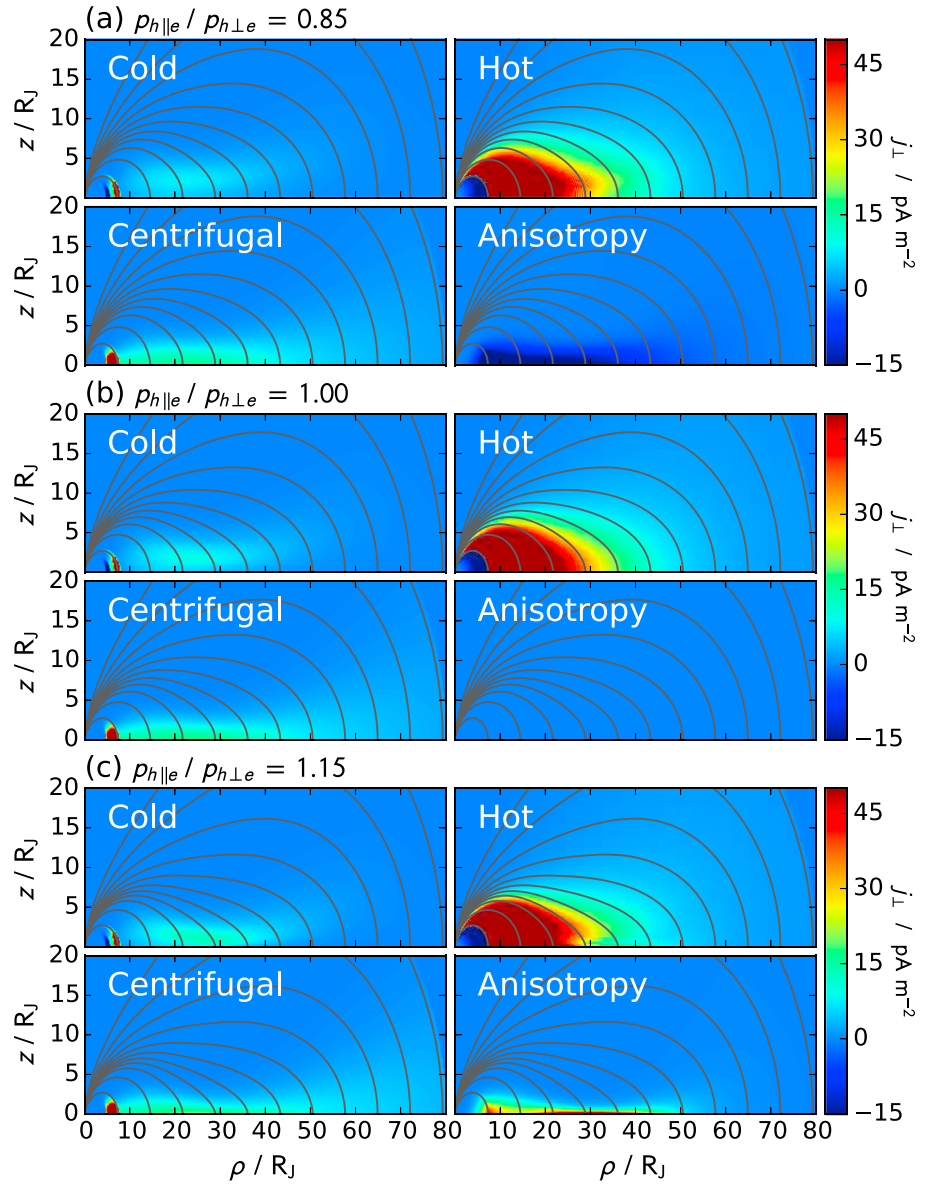 (a) p_h∥e / p_h⊥e = 0.85
20
15
10
5
0
z / R_J
Cold
Hot
20
15
10
5
0
z / R_J
Centrifugal
Anisotropy
45
30
15
0
−15
j_⊥ / pA m^−2
(b) p_h∥e / p_h⊥e = 1.00
20
15
10
5
0
z / R_J
Cold
Hot
20
15
10
5
0
z / R_J
Centrifugal
Anisotropy
45
30
15
0
−15
j_⊥ / pA m^−2
(c) p_h∥e / p_h⊥e = 1.15
20
15
10
5
0
z / R_J
Cold
Hot
20
15
10
5
0
z / R_J
Centrifugal
Anisotropy
45
30
15
0
−15
j_⊥ / pA m^−2
0 10 20 30 40 50 60 70 80
0 10 20 30 40 50 60 70 80
ρ / R_J
ρ / R_J